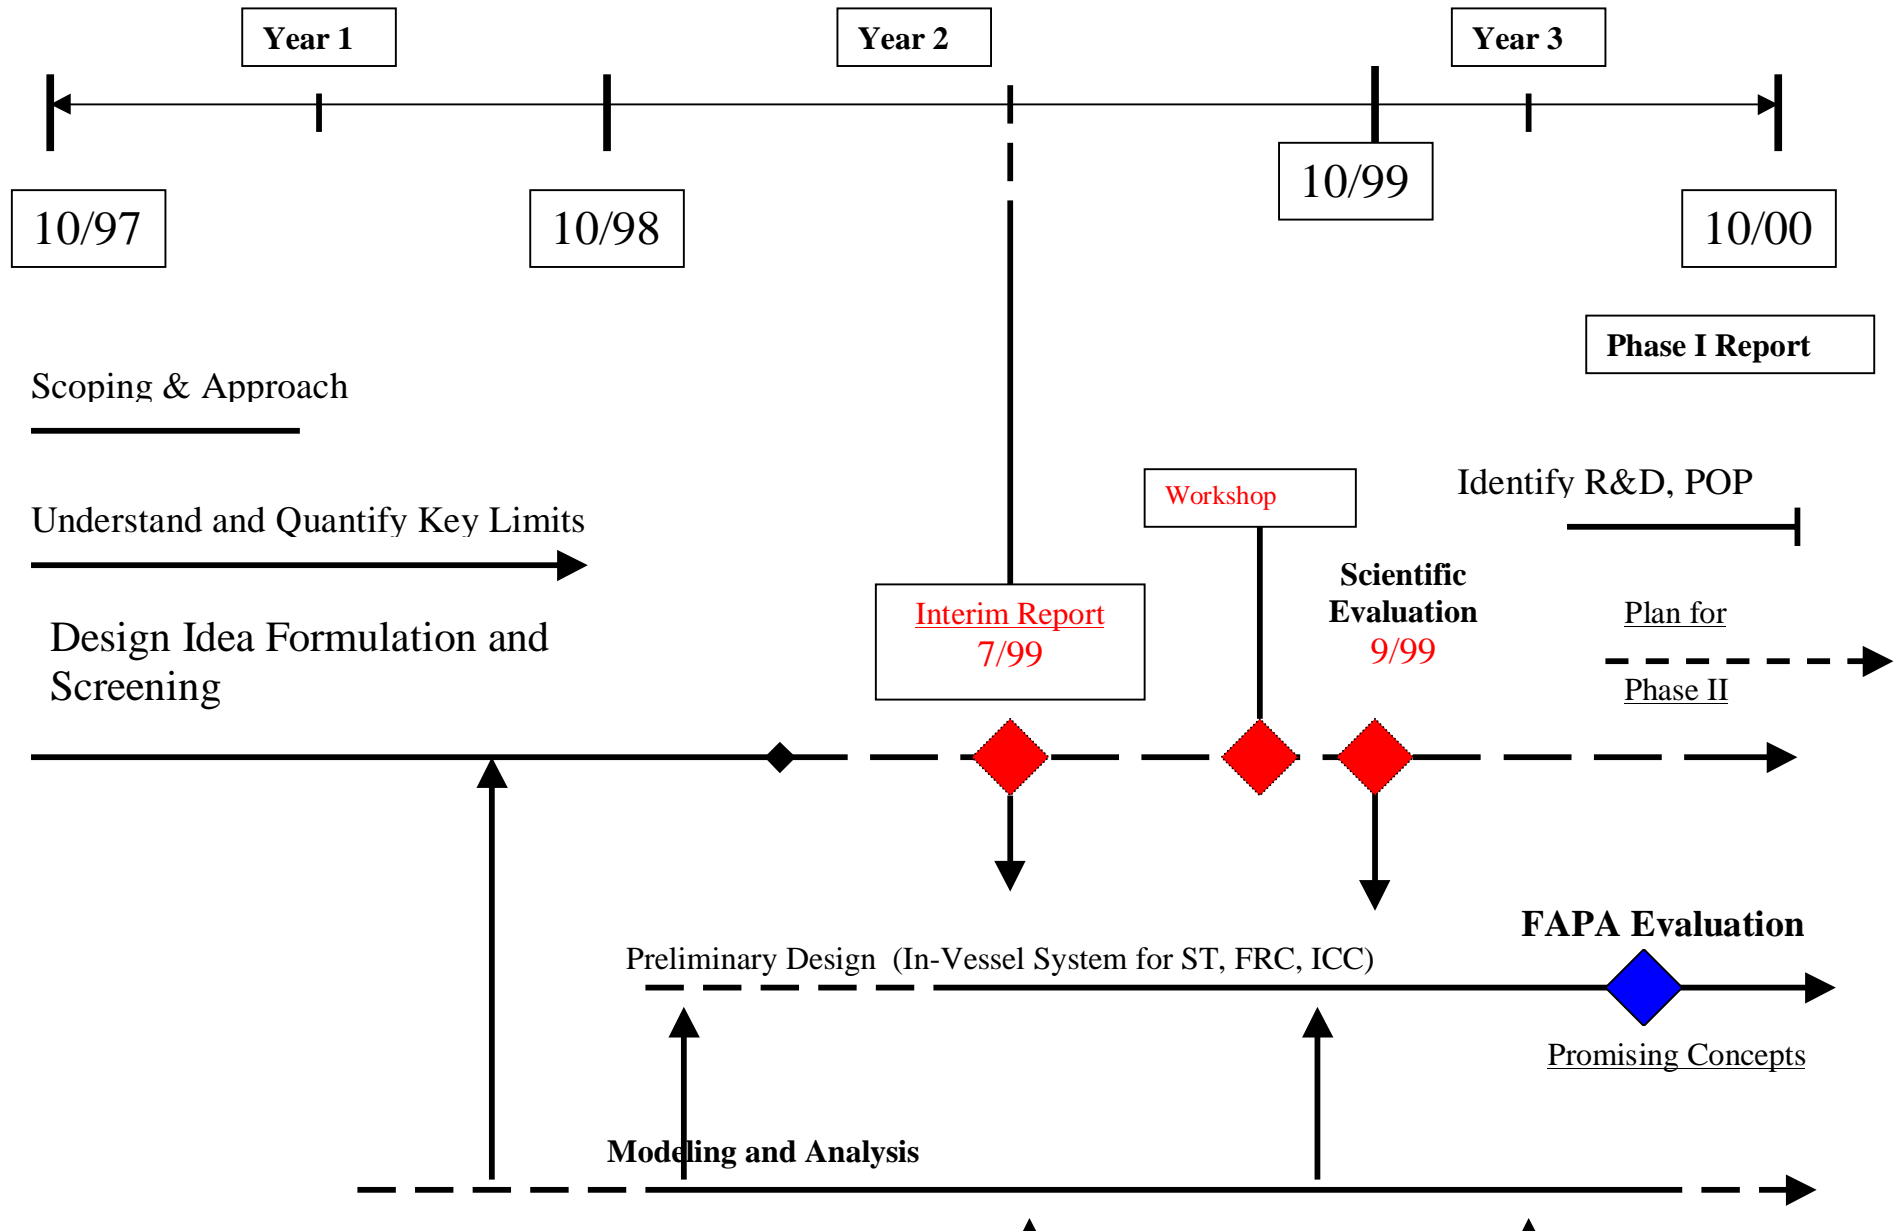 Year 1
Year 2
Year 3
10/97
10/98
10/99
10/00
Phase I Report
Scoping & Approach
Understand and Quantify Key Limits
Design Idea Formulation and
Screening
Interim Report
7/99
Workshop
Scientific
Evaluation
9/99
Identify R&D, POP
Plan for
Phase II
FAPA Evaluation
Preliminary Design (In-Vessel System for ST, FRC, ICC)
Promising Concepts
Modeling and Analysis